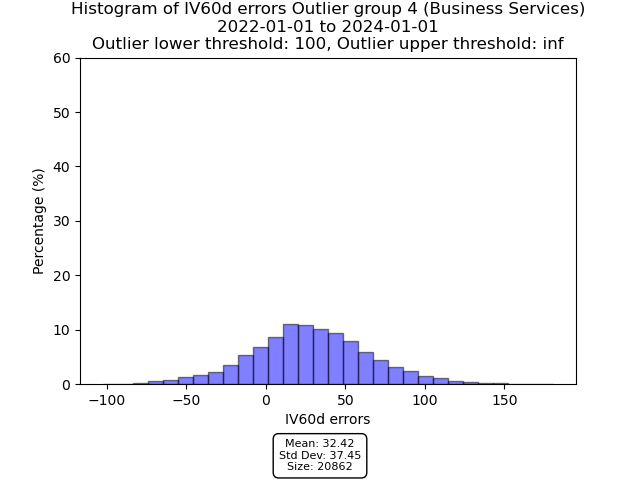 Histogram of IV60d errors Outlier group 4 (Business Services)
2022-01-01 to 2024-01-01
Outlier lower threshold: 100, Outlier upper threshold: inf
60
50
40
30
20
10
0
Percentage (%)
−100 −50 0 50 100 150
IV60d errors
Mean: 32.42
Std Dev: 37.45
Size: 20862